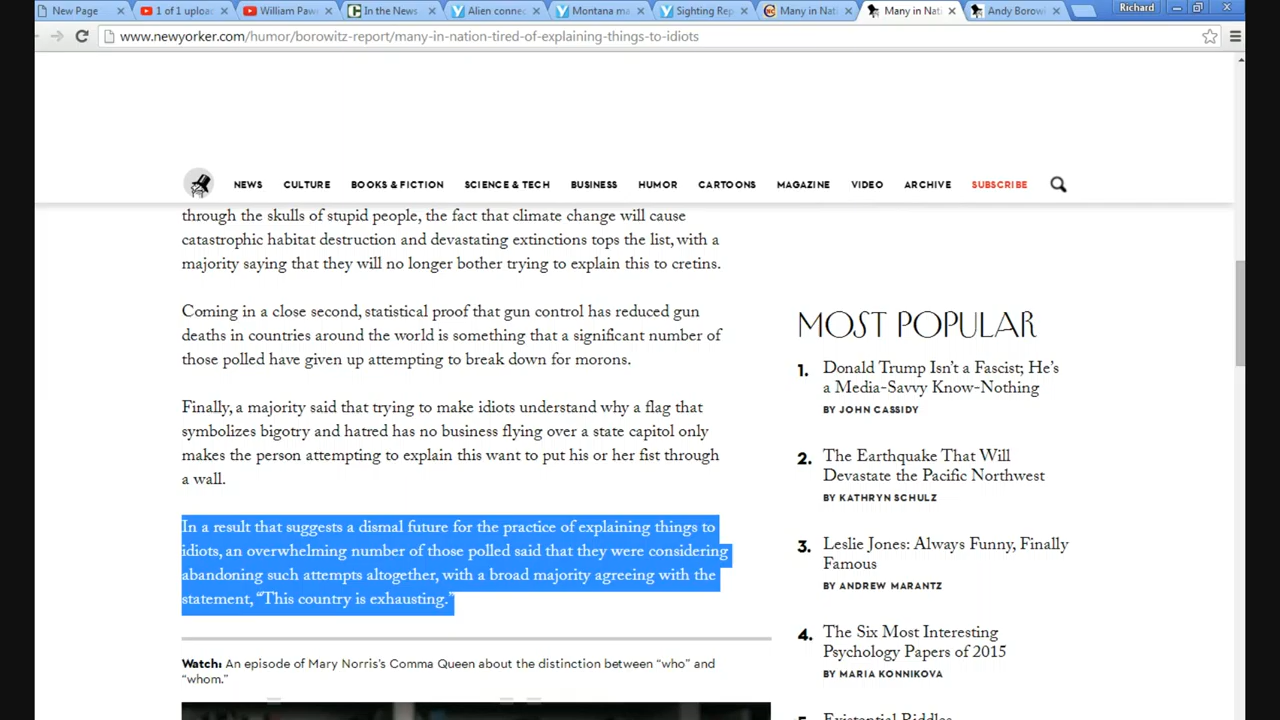 New Page
1 of 1 uploa
William Pawe
In the News
Alien connec
Montana ma
Sighting Rep
Many in Nati
Many in Nati
Andy Borowi
Richard
www.newyorker.com/humor/borowitz-report/many-in-nation-tired-of-explaining-things-to-idiots
NEWS CULTURE BOOKS & FICTION SCIENCE & TECH BUSINESS HUMOR CARTOONS MAGAZINE VIDEO ARCHIVE SUBSCRIBE
through the skulls of stupid people, the fact that climate change will cause
catastrophic habitat destruction and devastating extinctions tops the list, with a
majority saying that they will no longer bother trying to explain this to cretins.
Coming in a close second, statistical proof that gun control has reduced gun
deaths in countries around the world is something that a significant number of
those polled have given up attempting to break down for morons.
Finally, a majority said that trying to make idiots understand why a flag that
symbolizes bigotry and hatred has no business flying over a state capitol only
makes the person attempting to explain this want to put his or her fist through
a wall.
In a result that suggests a dismal future for the practice of explaining things to
idiots, an overwhelming number of those polled said that they were considering
abandoning such attempts altogether, with a broad majority agreeing with the
statement, “This country is exhausting.”
Watch: An episode of Mary Norris’s Comma Queen about the distinction between “who” and
“whom.”
MOST POPULAR
1. Donald Trump Isn’t a Fascist; He’s
a Media-Savvy Know-Nothing
BY JOHN CASSIDY
2. The Earthquake That Will
Devastate the Pacific Northwest
BY KATHRYN SCHULZ
3. Leslie Jones: Always Funny, Finally
Famous
BY ANDREW MARANTZ
4. The Six Most Interesting
Psychology Papers of 2015
BY MARIA KONNIKOVA
5. Existential Riddles